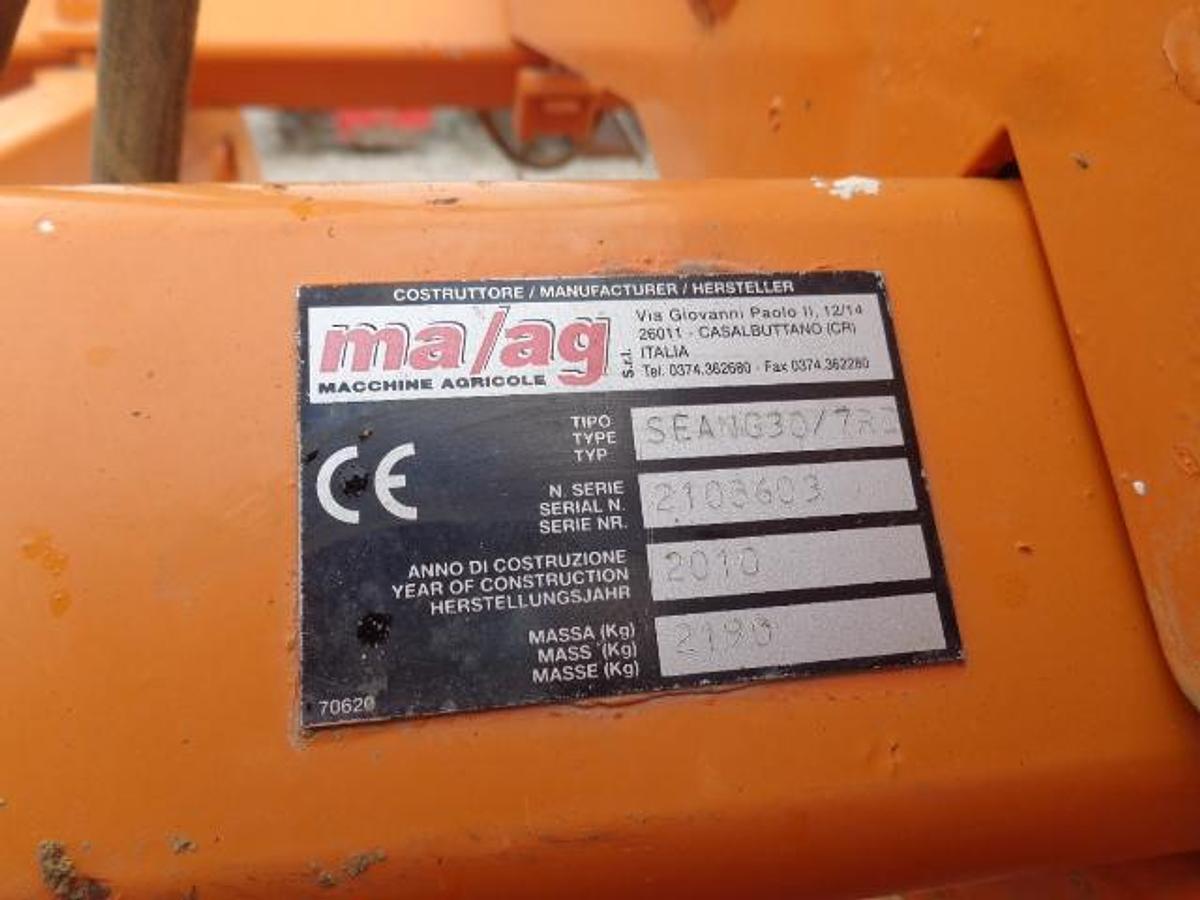 COSTRUTTORE / MANUFACTURER / HERSTELLER
ma/ag S.r.l.
MACCHINE AGRICOLE
Via Giovanni Paolo II, 12/14
26011 - CASALBUTTANO (CR)
ITALIA
Tel. 0374.362680 - Fax 0374.362280
CE
TIPO
TYPE
TYP
N. SERIE
SERIAL N.
SERIE NR.
2103603
ANNO DI COSTRUZIONE
YEAR OF CONSTRUCTION
HERSTELLUNGSJAHR
2010
MASSA (Kg)
MASS (Kg)
MASSE (Kg)
2190
70620